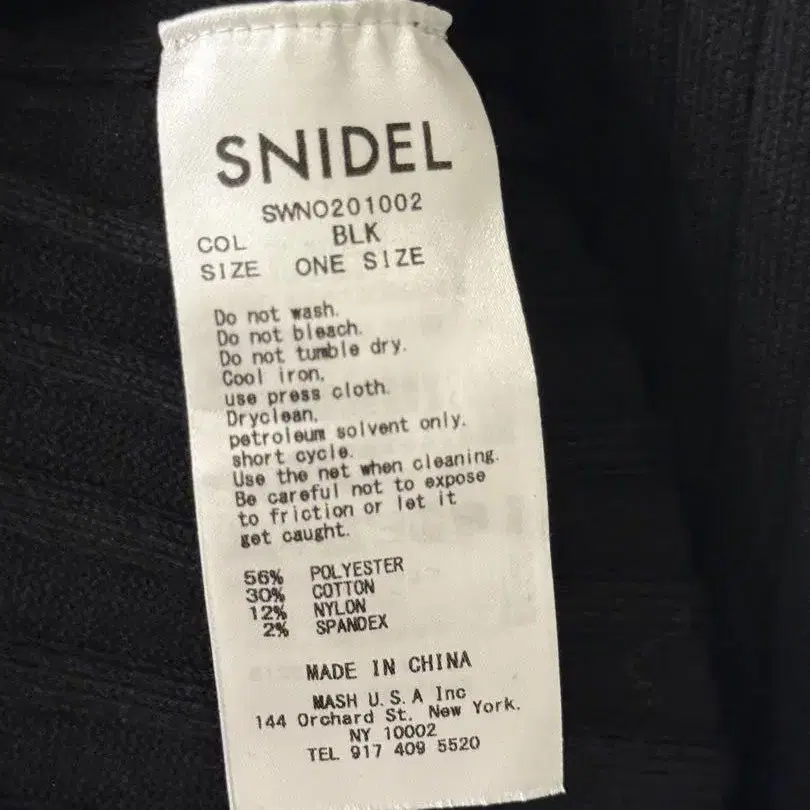 SNIDEL
SWNO201002
COL BLK
SIZE ONE SIZE
Do not wash.
Do not bleach.
Do not tumble dry.
Cool iron,
use press cloth.
Dryclean,
petroleum solvent only.
short cycle.
Use the net when cleaning.
Be careful not to expose
to friction or let it
get caught.
56% POLYESTER
30% COTTON
12% NYLON
2% SPANDEX
MADE IN CHINA
MASH U.S.A Inc
144 Orchard St. New York,
NY 10002
TEL 917 409 5520